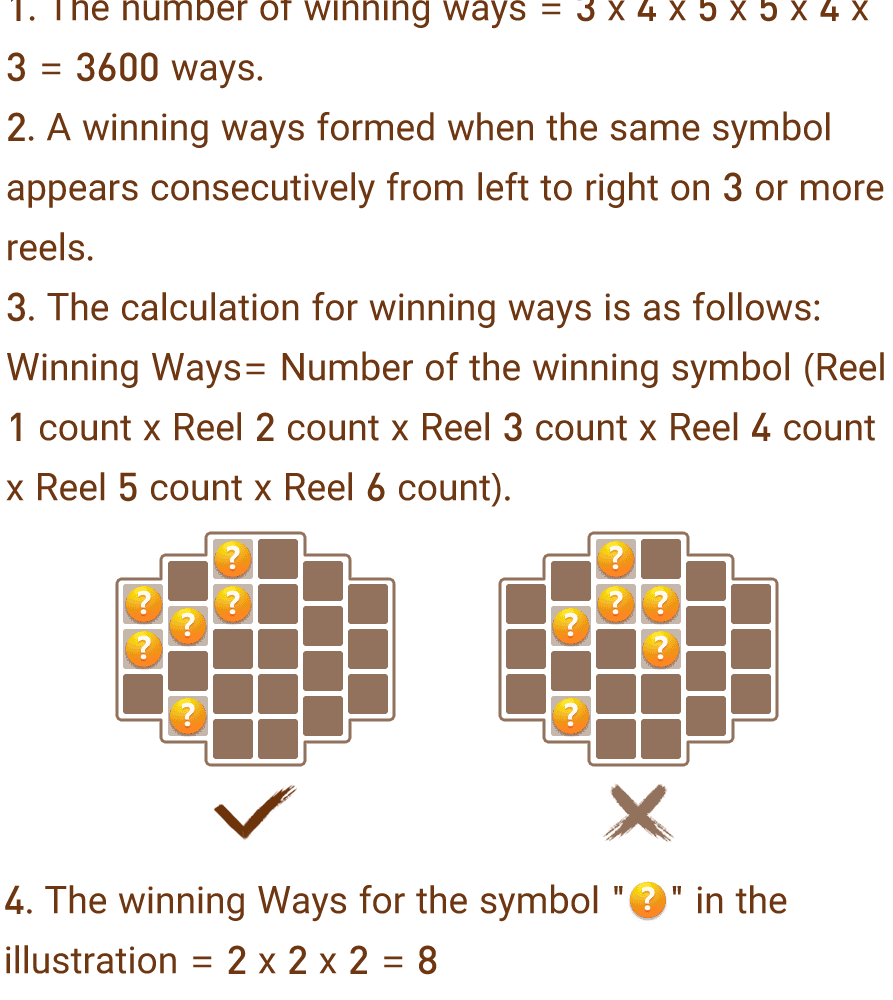 1. The number of winning ways = 3 x 4 x 5 x 5 x 4 x
3 = 3600 ways.
2. A winning ways formed when the same symbol
appears consecutively from left to right on 3 or more
reels.
3. The calculation for winning ways is as follows:
Winning Ways= Number of the winning symbol (Reel
1 count x Reel 2 count x Reel 3 count x Reel 4 count
x Reel 5 count x Reel 6 count).
? ?
? ? ? ? ?
? ?
? ?
? ?
4. The winning Ways for the symbol "?" in the
illustration = 2 x 2 x 2 = 8